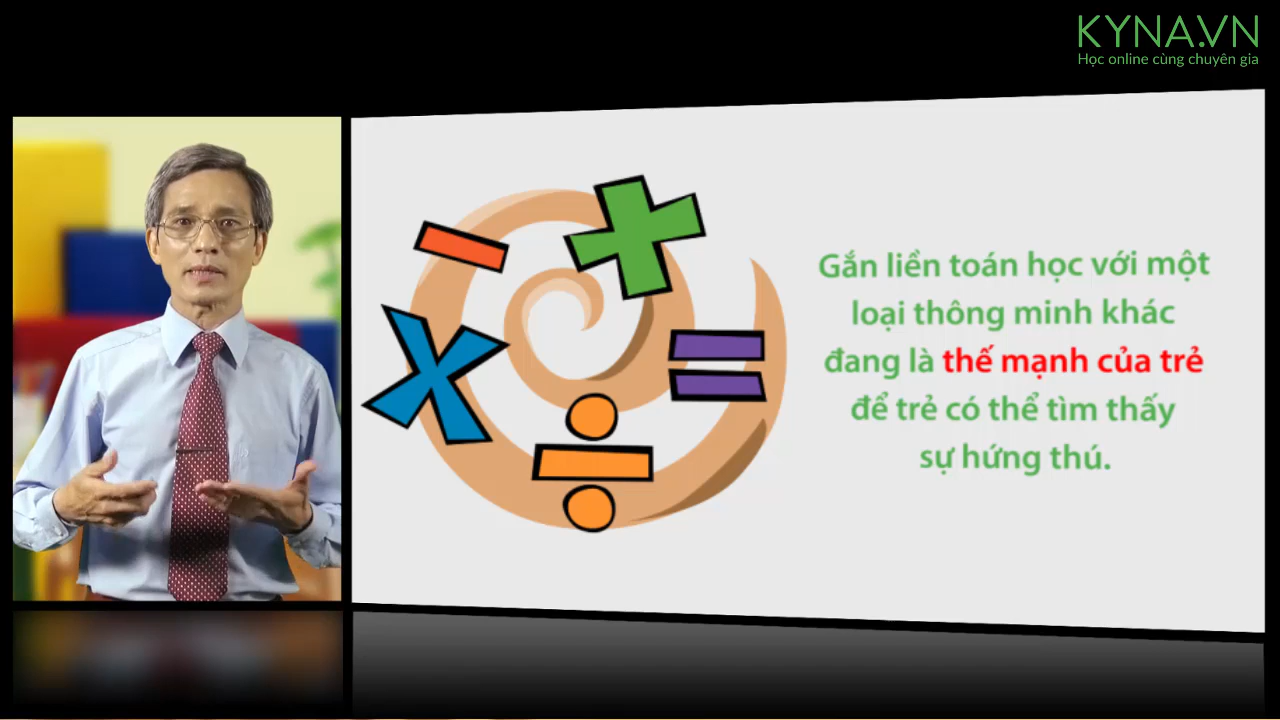 KYNA.VN
Học online cùng chuyên gia
Gắn liền toán học với một
loại thông minh khác
đang là thế mạnh của trẻ
để trẻ có thể tìm thấy
sự hứng thú.